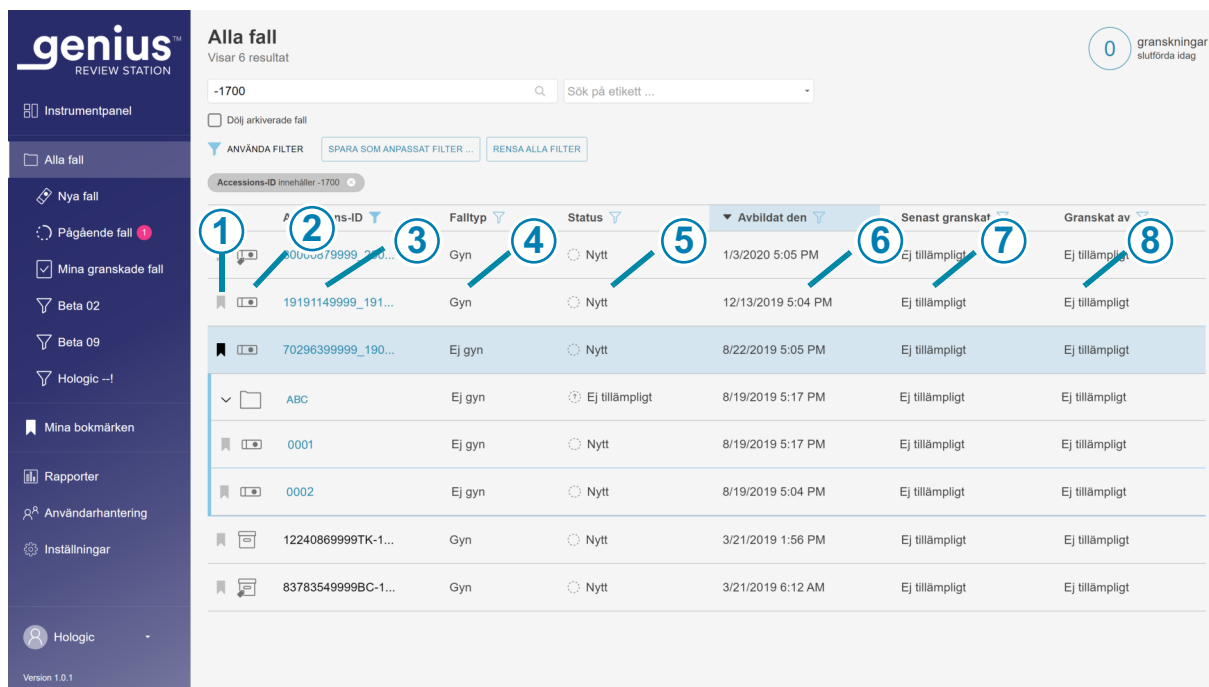 genius™
REVIEW STATION
Instrumentpanel
Alla fall
Nya fall
Pågående fall 1
Mina granskade fall
Beta 02
Beta 09
Hologic --!
Mina bokmärken
Rapporter
Användarhantering
Inställningar
Hologic
Version 1.0.1
Alla fall
Visar 6 resultat
0 granskningar
slutförda idag
-1700
Sök på etikett ...
Dölj arkiverade fall
ANVÄNDA FILTER SPARA SOM ANPASSAT FILTER ... RENSA ALLA FILTER
Accessions-ID innehåller -1700
Falltyp Status Avbildat den Senast granskat Granskat av
1 2 3 4 5 6 7 8
Gyn Nytt 1/3/2020 5:05 PM Ej tillämpligt Ej tillämpligt
19191149999_191... Gyn Nytt 12/13/2019 5:04 PM Ej tillämpligt Ej tillämpligt
70296399999_190... Ej gyn Nytt 8/22/2019 5:05 PM Ej tillämpligt Ej tillämpligt
ABC Ej gyn Ej tillämpligt 8/19/2019 5:17 PM Ej tillämpligt Ej tillämpligt
0001 Ej gyn Nytt 8/19/2019 5:17 PM Ej tillämpligt Ej tillämpligt
0002 Ej gyn Nytt 8/19/2019 5:04 PM Ej tillämpligt Ej tillämpligt
12240869999TK-1... Gyn Nytt 3/21/2019 1:56 PM Ej tillämpligt Ej tillämpligt
83783549999BC-1... Gyn Nytt 3/21/2019 6:12 AM Ej tillämpligt Ej tillämpligt